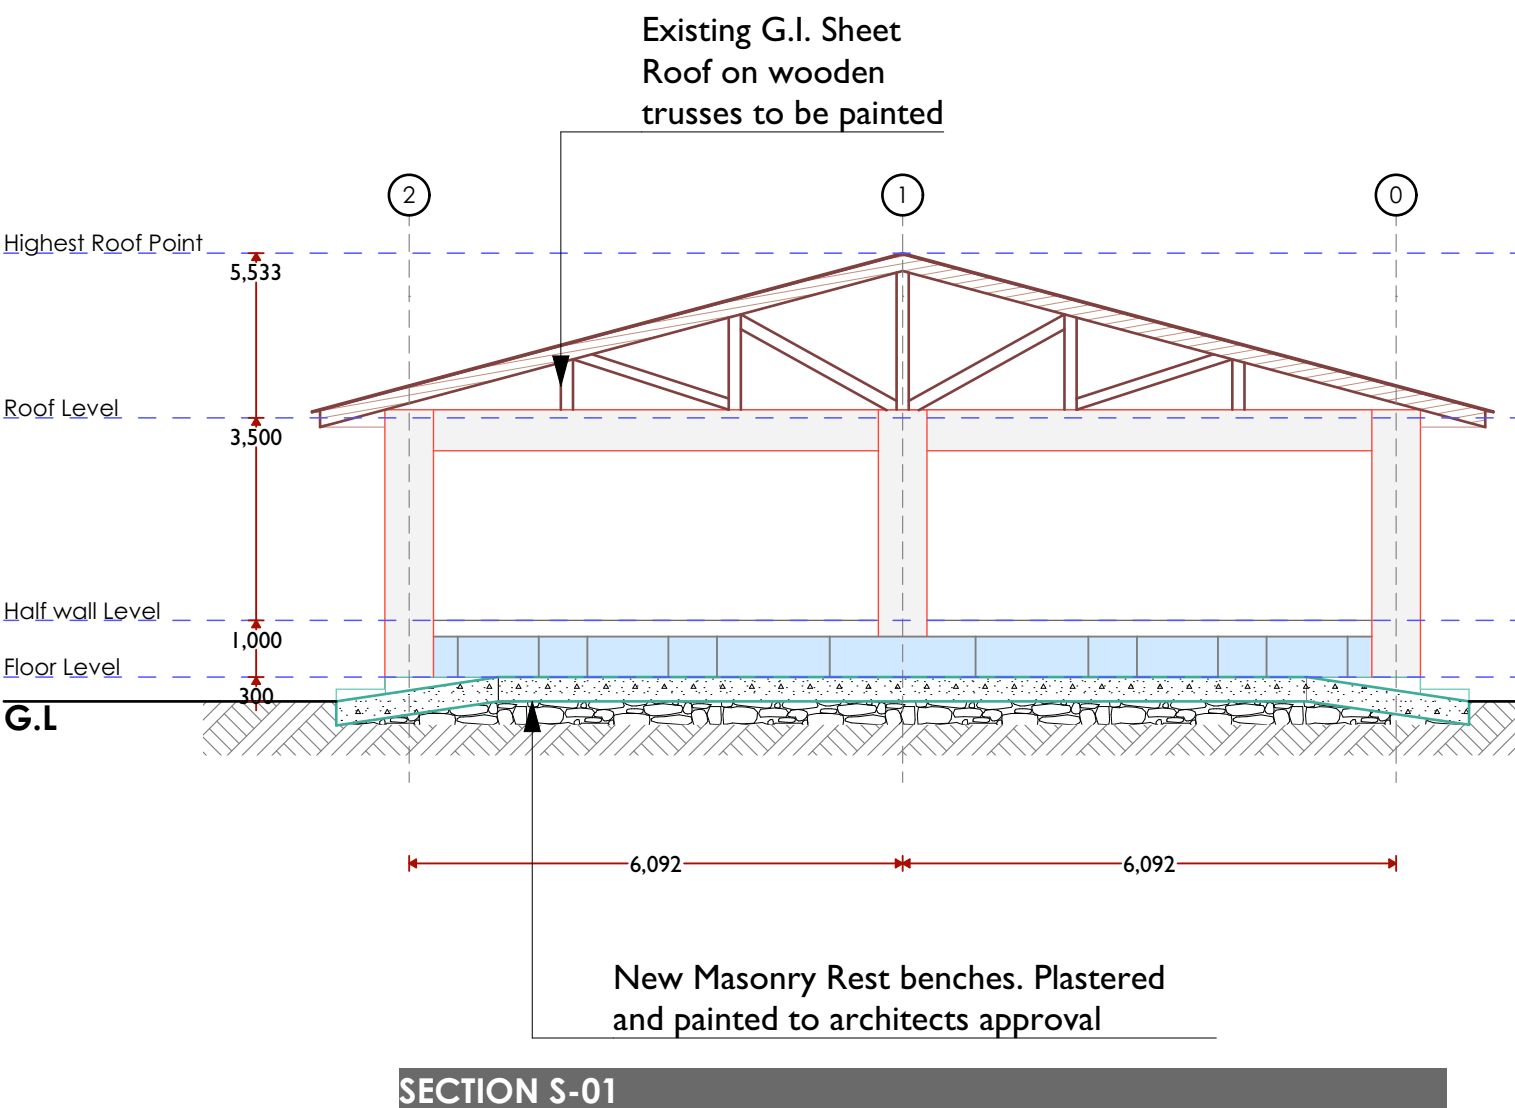 Existing G.I. Sheet
Roof on wooden
trusses to be painted
2
1
0
Highest Roof Point
5,533
Roof Level
3,500
Half wall Level
1,000
Floor Level
300
G.L
6,092
6,092
New Masonry Rest benches. Plastered
and painted to architects approval
SECTION S-01